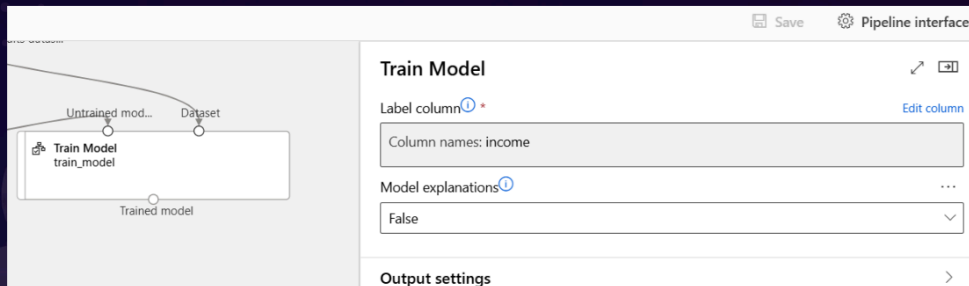 Save
Pipeline interface
Train Model
Label column *
Edit column
Column names: income
Model explanations
...
False
Output settings
Untrained mod...
Dataset
Train Model
train_model
Trained model